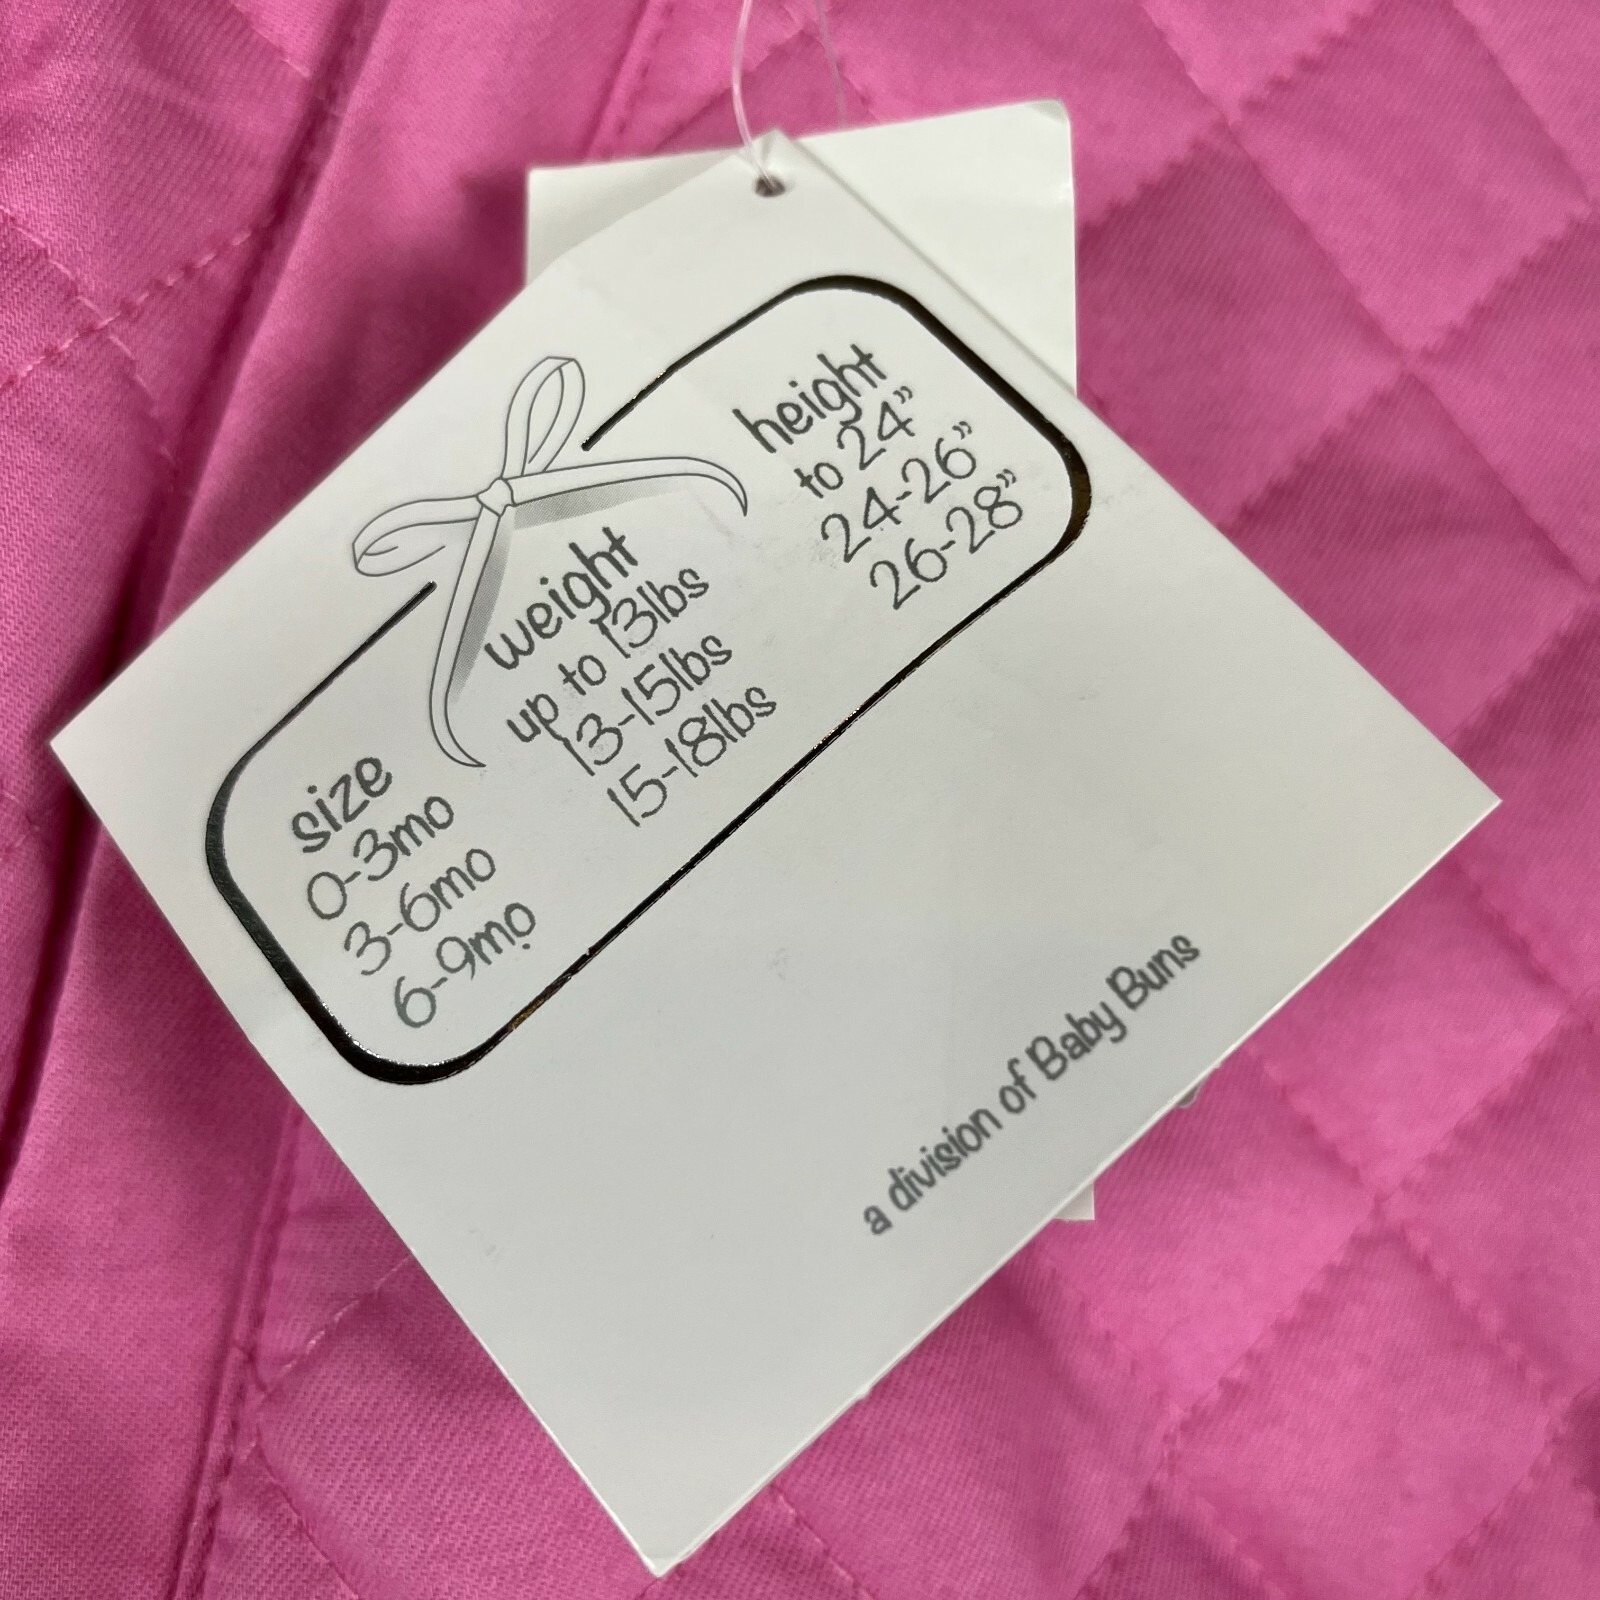 size weight height
0-3mo up to 13lbs to 24”
3-6mo 13-15lbs 24-26”
6-9mo 15-18lbs 26-28”
a division of Baby Buns